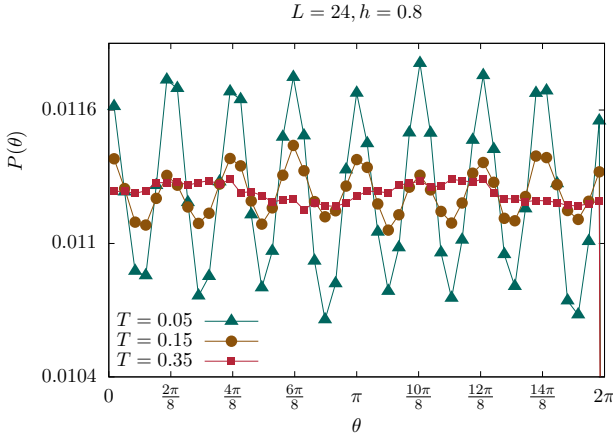 L = 24, h = 0.8
P(θ)
0.0116
0.011
0.0104
T = 0.05
T = 0.15
T = 0.35
0 2π/8 4π/8 6π/8 π 10π/8 12π/8 14π/8 2π
θ